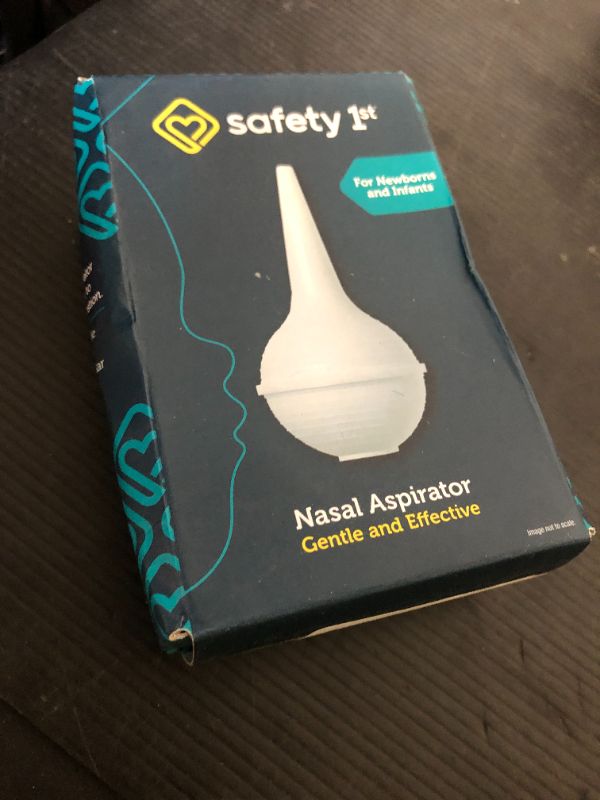 safety 1st
For Newborns
and Infants
Nasal Aspirator
Gentle and Effective
Image not to scale